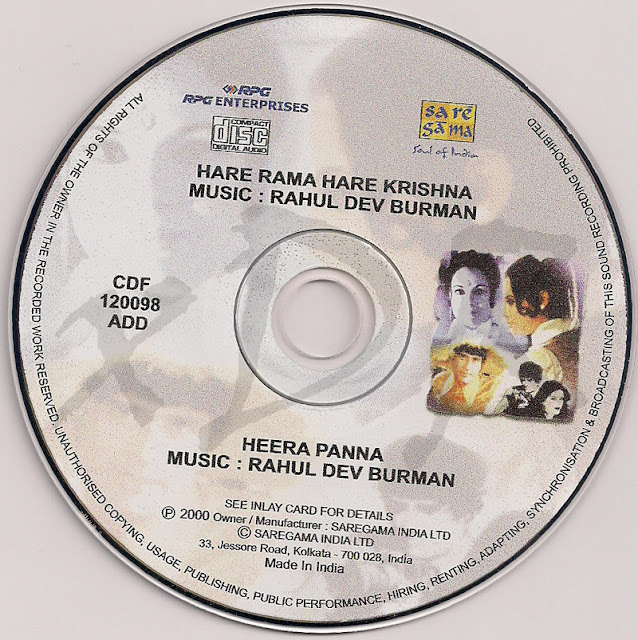 RPG
RPG ENTERPRISES
COMPACT
disc
DIGITAL AUDIO
sa rē
gă ma
Soul of India
HARE RAMA HARE KRISHNA
MUSIC : RAHUL DEV BURMAN
CDF
120098
ADD
HEERA PANNA
MUSIC : RAHUL DEV BURMAN
SEE INLAY CARD FOR DETAILS
Ⓟ 2000 Owner / Manufacturer : SAREGAMA INDIA LTD
© SAREGAMA INDIA LTD
33, Jessore Road, Kolkata - 700 028, India
Made In India
ALL RIGHTS OF THE OWNER IN THE RECORDED WORK RESERVED. UNAUTHORISED COPYING, USAGE, PUBLISHING, PUBLIC PERFORMANCE, HIRING, RENTING, ADAPTING, SYNCHRONISATION & BROADCASTING OF THIS SOUND RECORDING PROHIBITED